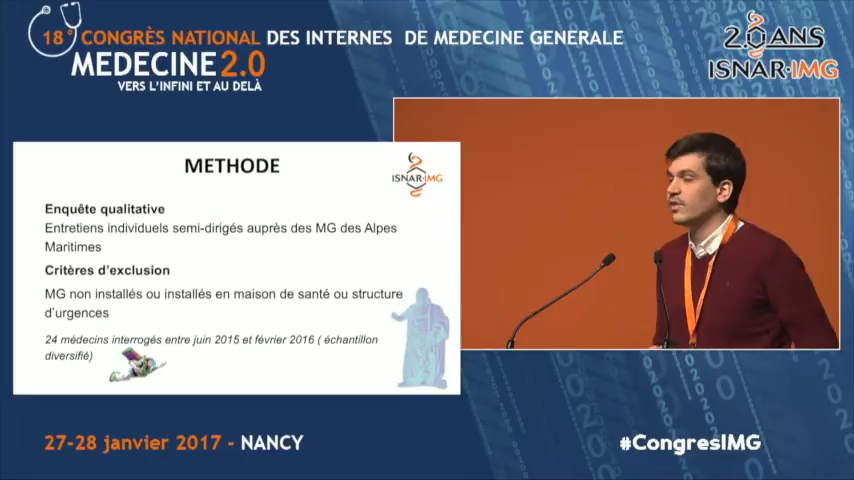 18° CONGRÈS NATIONAL DES INTERNES DE MEDECINE GENERALE
MEDECINE 2.0
VERS L'INFINI ET AU DELÀ
2.0 ANS
ISNAR-IMG
METHODE
ISNAR-IMG
Enquête qualitative
Entretiens individuels semi-dirigés auprès des MG des Alpes
Maritimes
Critères d'exclusion
MG non installés ou installés en maison de santé ou structure
d'urgences
24 médecins interrogés entre juin 2015 et février 2016 ( échantillon
diversifié)
27-28 janvier 2017 - NANCY
#CongresIMG